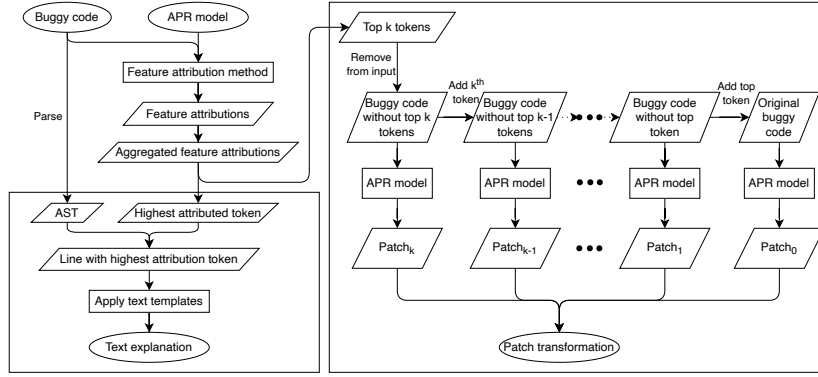 Buggy code
APR model
Feature attribution method
Feature attributions
Parse
Aggregated feature attributions
AST
Highest attributed token
Line with highest attribution token
Apply text templates
Text explanation
Top k tokens
Remove
from input
Buggy code
without top k
tokens
Add kth
token
Buggy code
without top k-1
tokens
Buggy code
without top
token
Add top
token
Original
buggy
code
APR model
APR model
APR model
APR model
Patchk
Patchk-1
Patch1
Patch0
Patch transformation